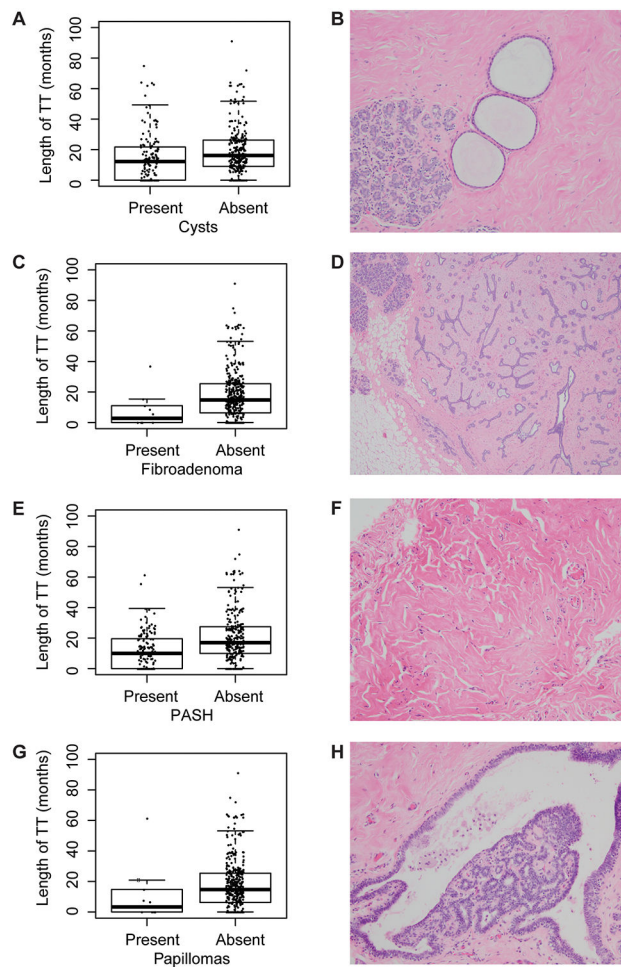 A
Length of TT (months)
0 20 40 60 80 100
Present Absent
Cysts
B
C
Length of TT (months)
0 20 40 60 80 100
Present Absent
Fibroadenoma
D
E
Length of TT (months)
0 20 40 60 80 100
Present Absent
PASH
F
G
Length of TT (months)
0 20 40 60 80 100
Present Absent
Papillomas
H